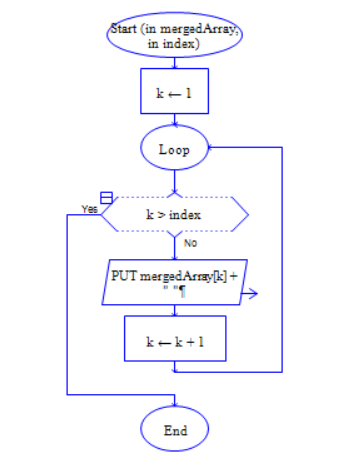 Start (in mergedArray,
in index)
k ← 1
Loop
k > index
Yes
No
PUT mergedArray[k] +
" "¶
k ← k + 1
End